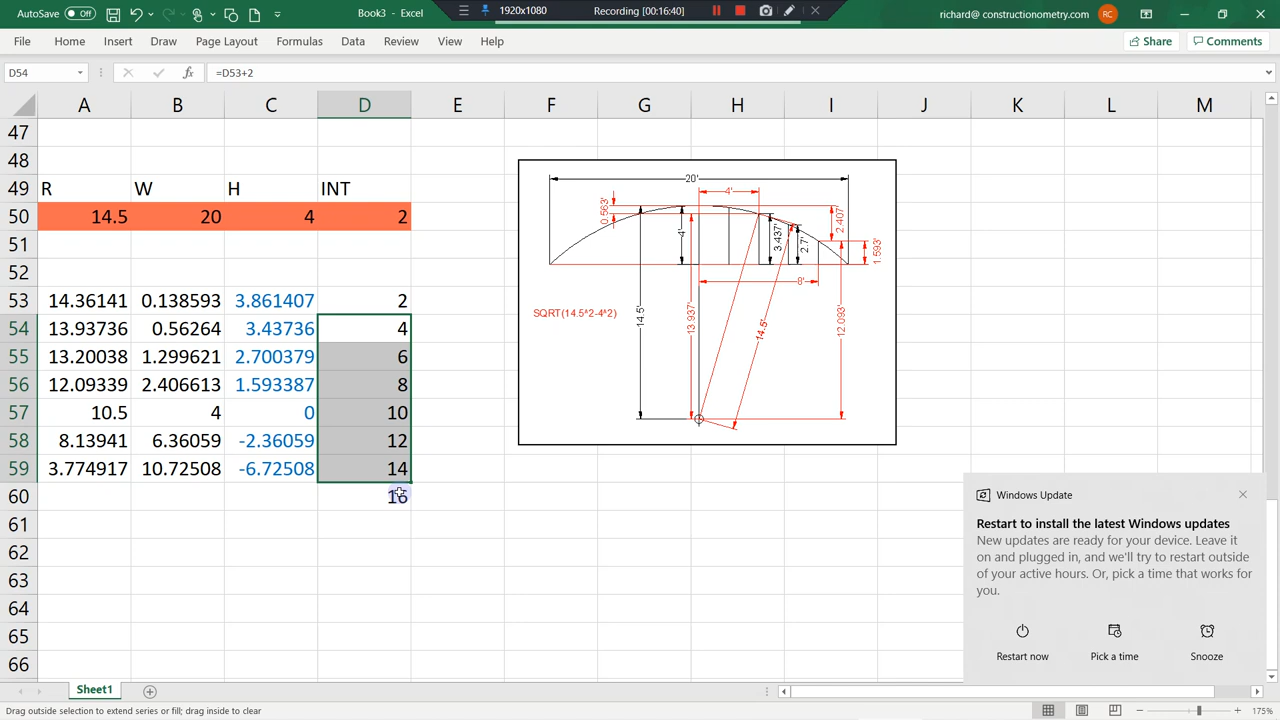 AutoSave Off Book3 - Excel 1920x1080 Recording [00:16:40] richard@constructionometry.com RC
File Home Insert Draw Page Layout Formulas Data Review View Help Share Comments
D54 fx =D53+2
A B C D E F G H I J K L M
47
48
49 R W H INT
50 14.5 20 4 2
51
52
53 14.36141 0.138593 3.861407 2
54 13.93736 0.56264 3.43736 4
55 13.20038 1.299621 2.700379 6
56 12.09339 2.406613 1.593387 8
57 10.5 4 0 10
58 8.13941 6.36059 -2.36059 12
59 3.774917 10.72508 -6.72508 14
60 16
61
62
63
64
65
66
20'
4'
0.563'
2.407'
4'
3.437'
2.7'
1.593'
8'
SQRT(14.5^2-4^2)
14.5'
13.937'
14.5'
12.093'
Windows Update
Restart to install the latest Windows updates
New updates are ready for your device. Leave it
on and plugged in, and we'll try to restart outside
of your active hours. Or, pick a time that works for
you.
Restart now Pick a time Snooze
Sheet1
Drag outside selection to extend series or fill; drag inside to clear 175%